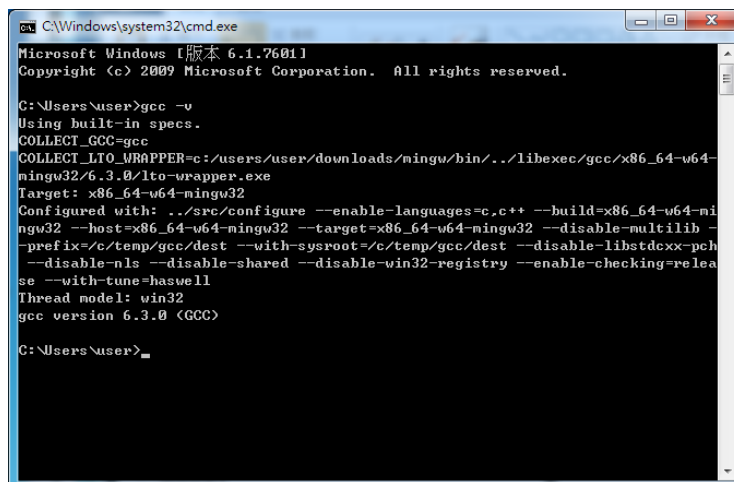 C:\Windows\system32\cmd.exe
Microsoft Windows [版本 6.1.7601]
Copyright (c) 2009 Microsoft Corporation.  All rights reserved.
C:\Users\user>gcc -v
Using built-in specs.
COLLECT_GCC=gcc
COLLECT_LTO_WRAPPER=c:/users/user/downloads/mingw/bin/../libexec/gcc/x86_64-w64-
mingw32/6.3.0/lto-wrapper.exe
Target: x86_64-w64-mingw32
Configured with: ../src/configure --enable-languages=c,c++ --build=x86_64-w64-mi
ngw32 --host=x86_64-w64-mingw32 --target=x86_64-w64-mingw32 --disable-multilib -
-prefix=/c/temp/gcc/dest --with-sysroot=/c/temp/gcc/dest --disable-libstdcxx-pch
 --disable-nls --disable-shared --disable-win32-registry --enable-checking=relea
se --with-tune=haswell
Thread model: win32
gcc version 6.3.0 (GCC)
C:\Users\user>_